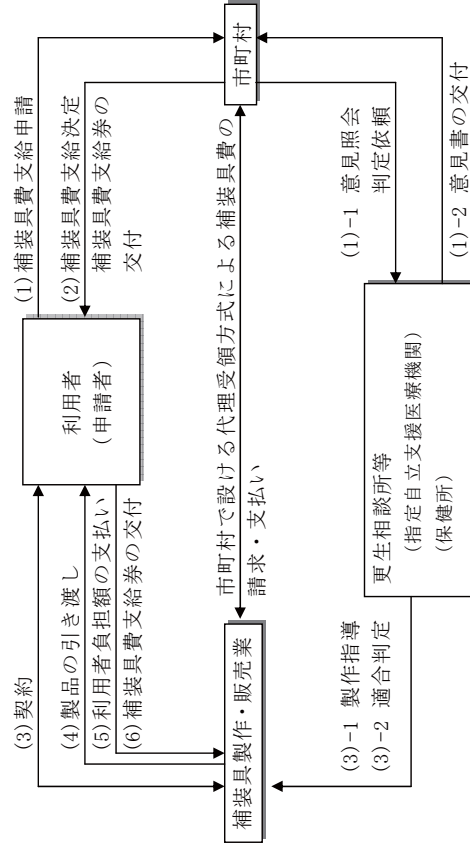 (1)補装具費支給申請
(2)補装具費支給決定
補装具費支給券の
交付
利用者
(申請者)
市町村
(3)契約
(4)製品の引き渡し
(5)利用者負担額の支払い
(6)補装具費支給券の交付
市町村で設ける代理受領方式による補装具費の
請求・支払い
補装具製作・販売業
(1)-1 意見照会
判定依頼
(1)-2 意見書の交付
更生相談所等
(指定自立支援医療機関)
(保健所)
(3)-1 製作指導
(3)-2 適合判定